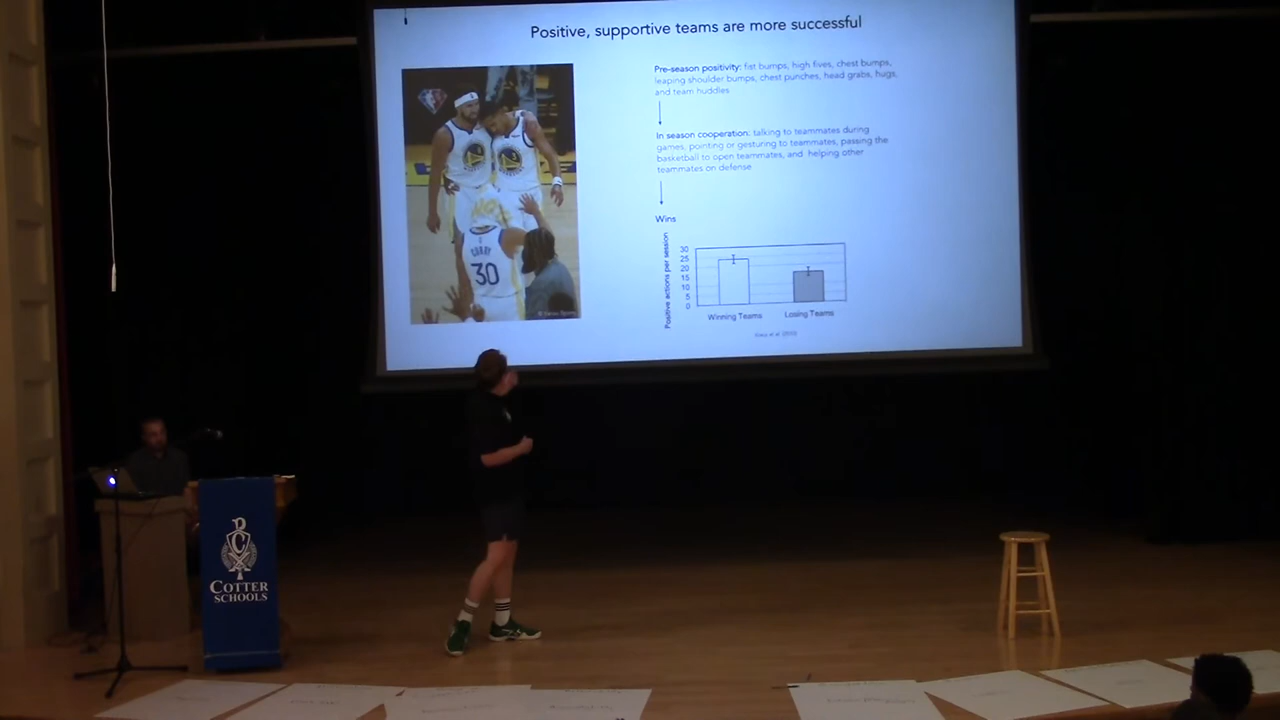 Positive, supportive teams are more successful
Pre-season positivity: fist bumps, high fives, chest bumps,
leaping shoulder bumps, chest punches, head grabs, hugs,
and team huddles
In season cooperation: talking to teammates during
games, pointing or gesturing to teammates, passing the
basketball to open teammates, and helping other
teammates on defense
Wins
Positive actions per session
30
25
20
15
10
5
0
Winning Teams
Losing Teams
CURRY
30
COTTER
SCHOOLS